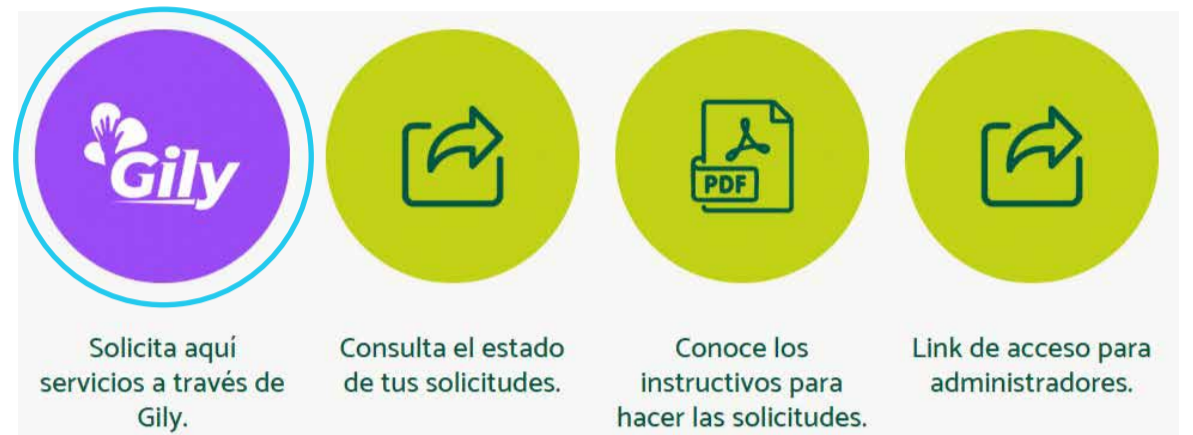 Gily
PDF
Solicita aquí
servicios a través de
Gily.
Consulta el estado
de tus solicitudes.
Conoce los
instructivos para
hacer las solicitudes.
Link de acceso para
administradores.